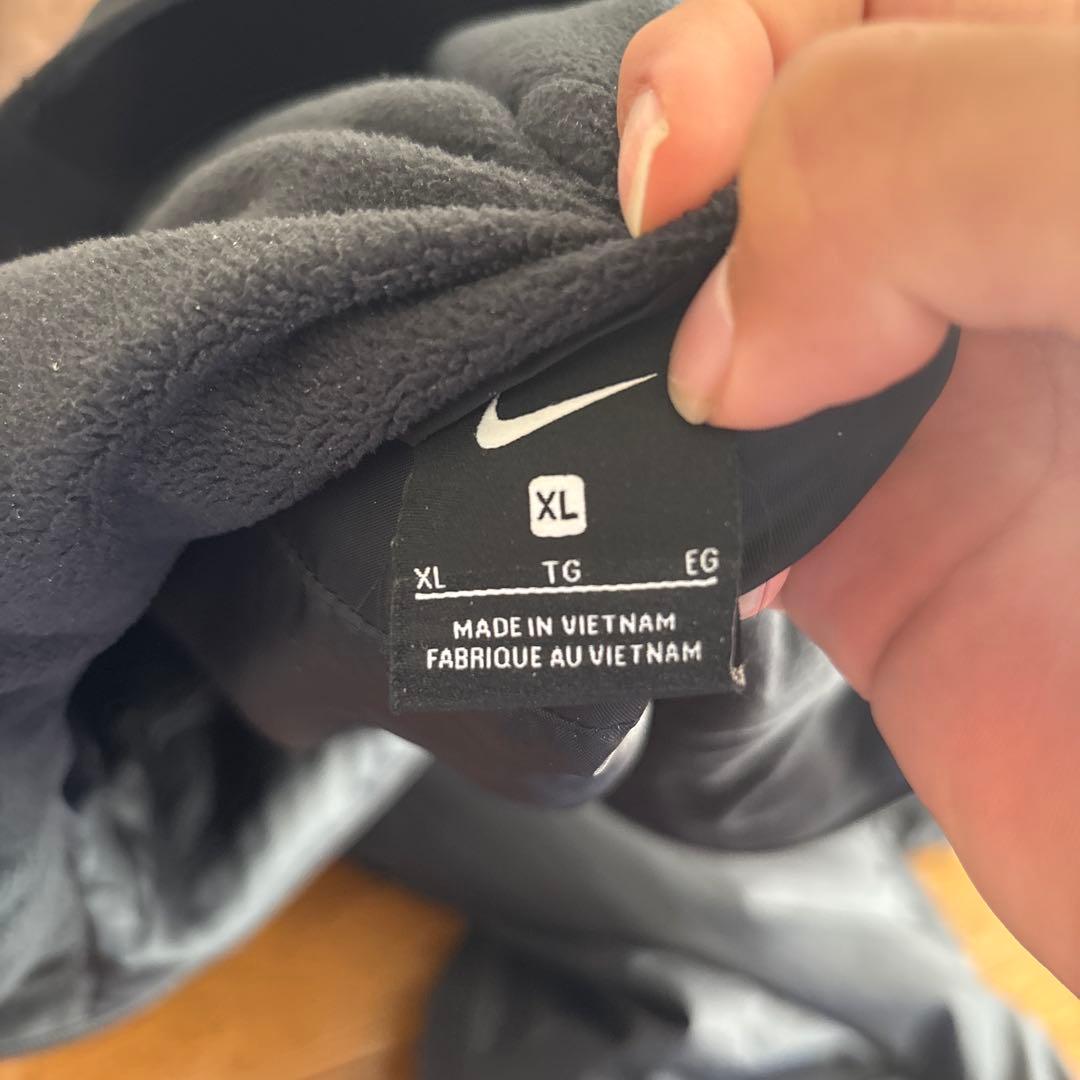 XL
XL TG EG
MADE IN VIETNAM
FABRIQUE AU VIETNAM